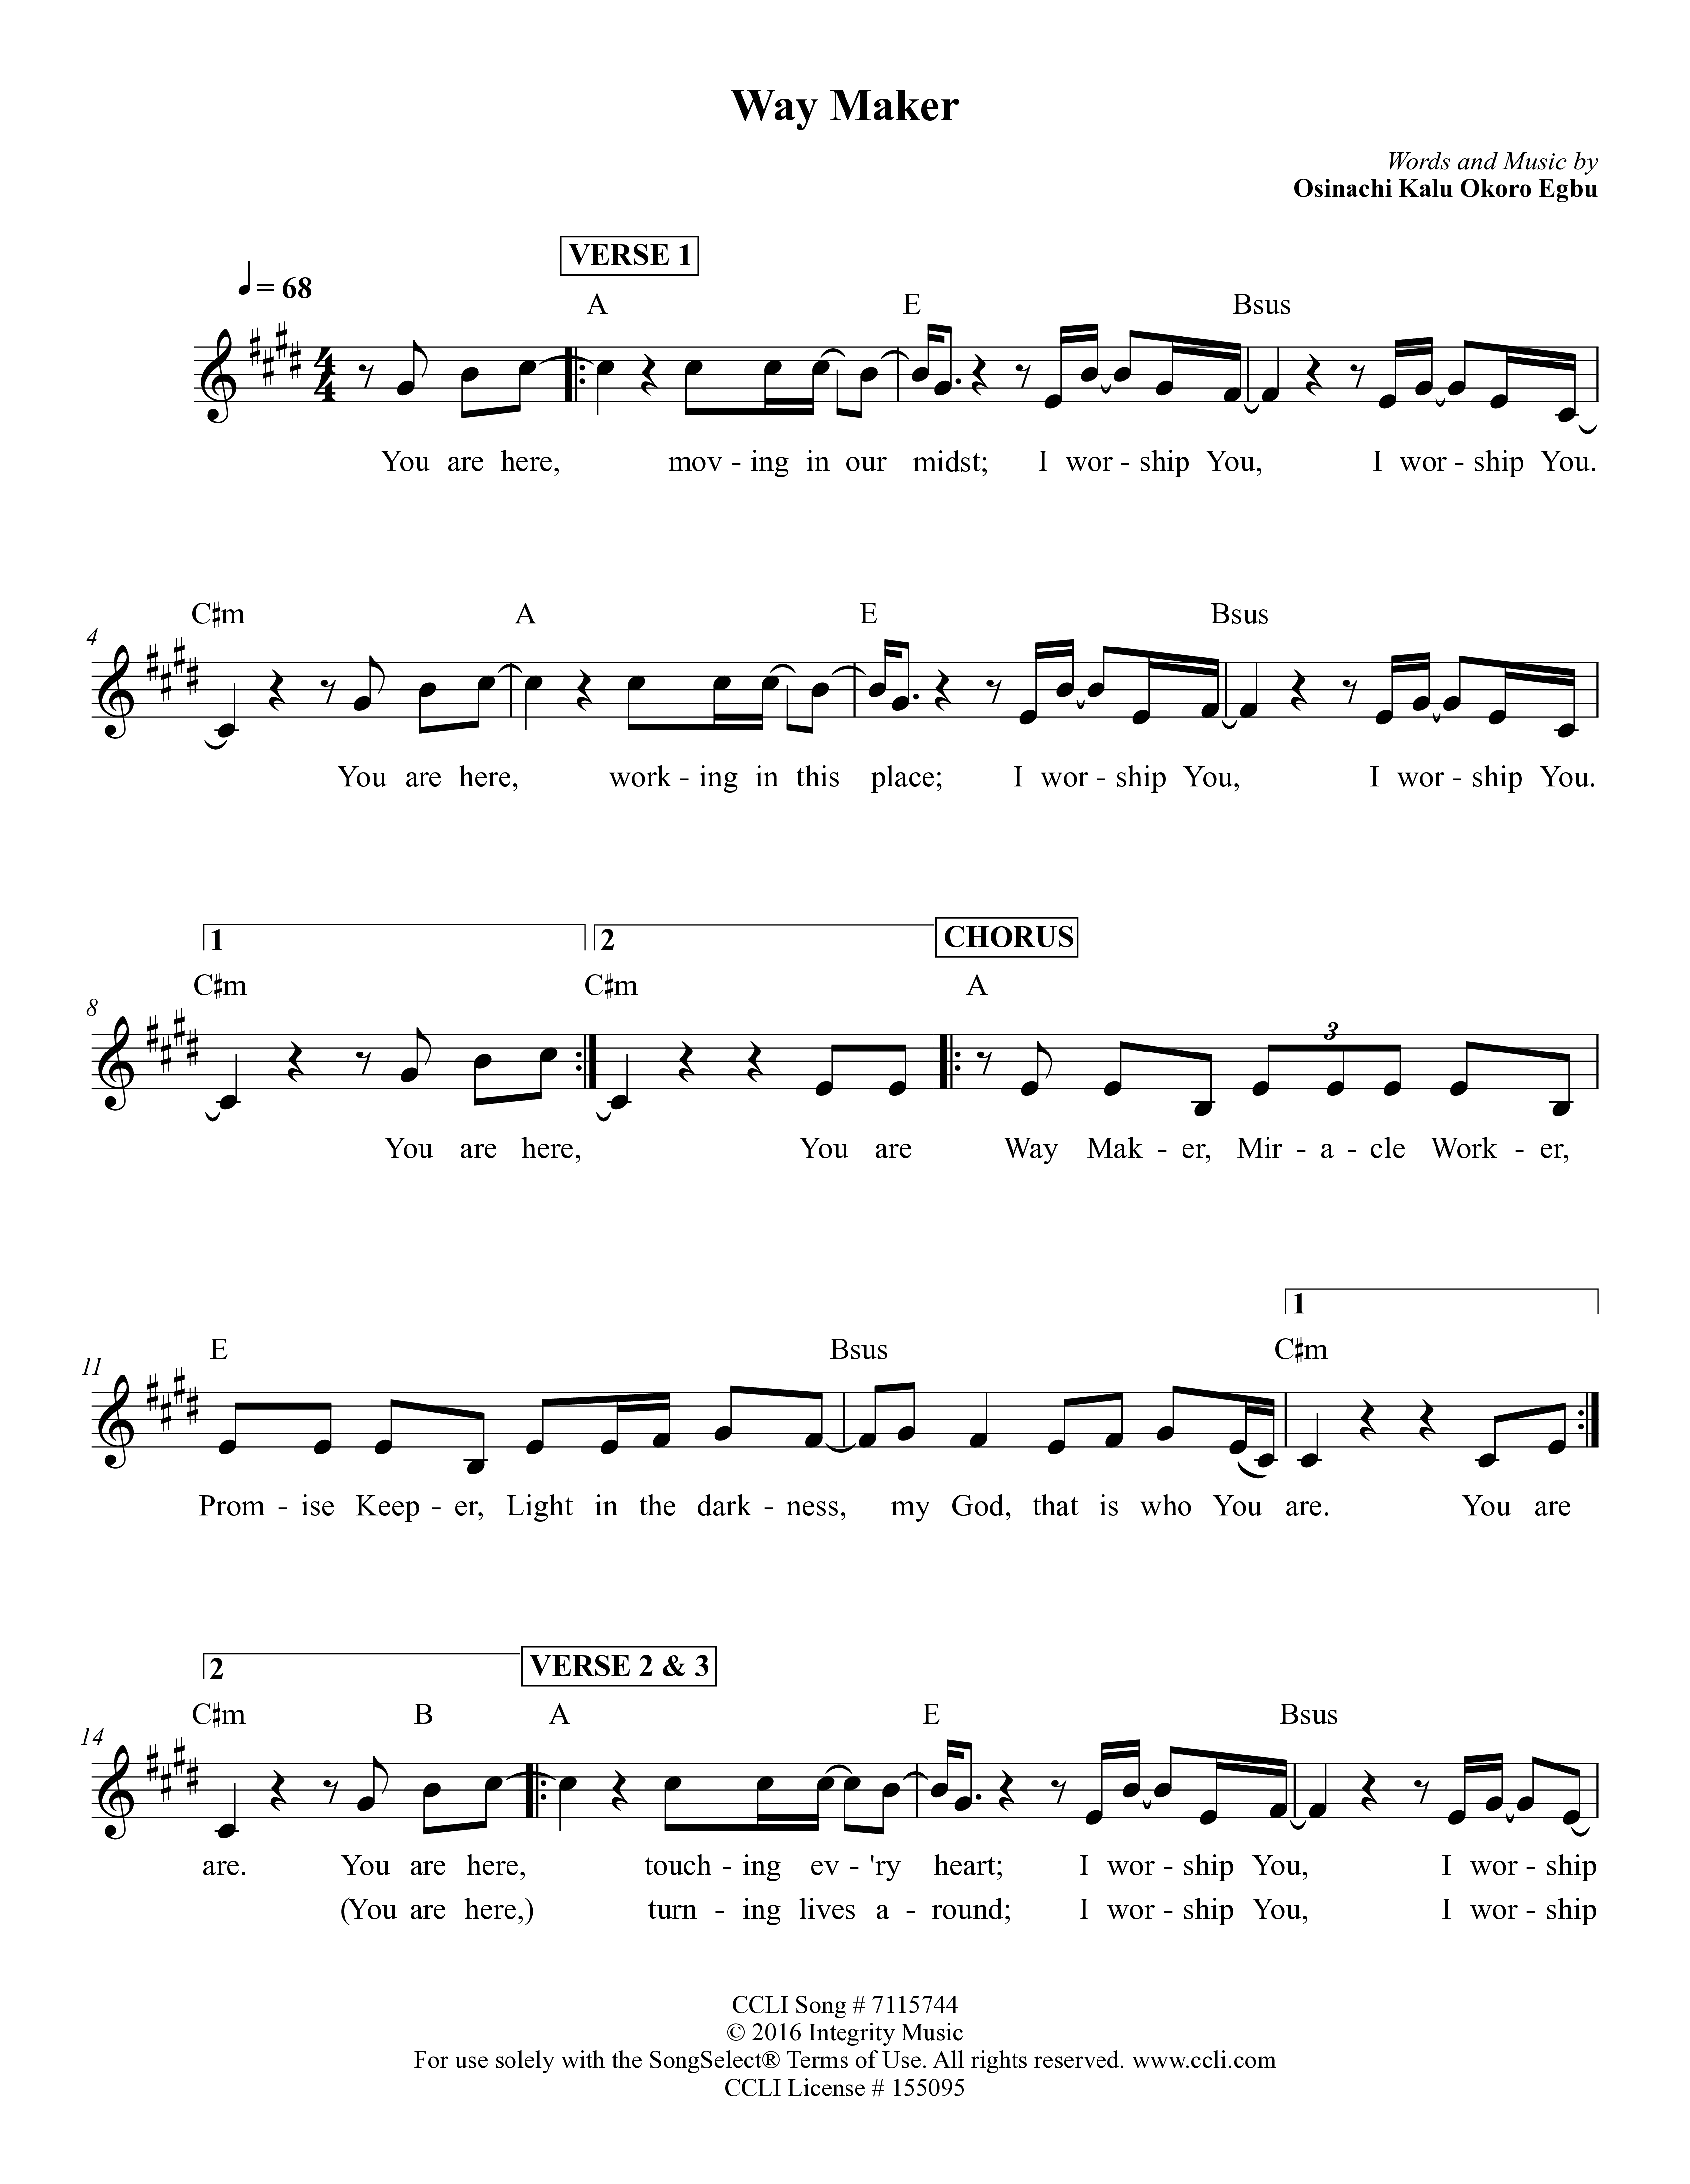 Way Maker
Words and Music by
Osinachi Kalu Okoro Egbu
VERSE 1
= 68
A E Bsus
4
4
You are here, mov - ing in our midst; I wor - ship You, I wor - ship You.
C#m A E Bsus
4
You are here, work - ing in this place; I wor - ship You, I wor - ship You.
1 2 CHORUS
C#m C#m A
8
3
You are here, You are Way Mak - er, Mir - a - cle Work - er,
1
E Bsus C#m
11
Prom - ise Keep - er, Light in the dark - ness, my God, that is who You are. You are
2 VERSE 2 & 3
C#m B A E Bsus
14
are. You are here, touch - ing ev - 'ry heart; I wor - ship You, I wor - ship
(You are here,) turn - ing lives a - round; I wor - ship You, I wor - ship
CCLI Song # 7115744
© 2016 Integrity Music
For use solely with the SongSelect® Terms of Use. All rights reserved. www.ccli.com
CCLI License # 155095